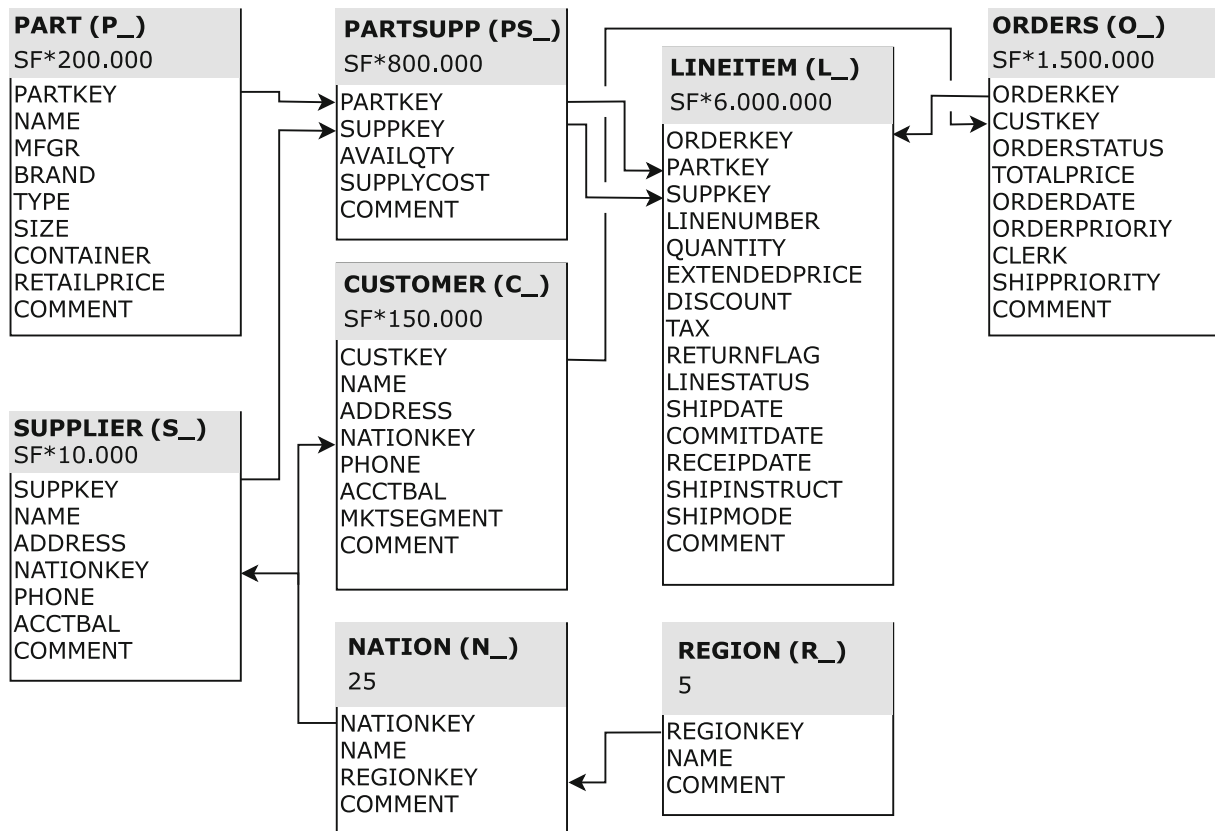 PART (P_)
SF*200.000
PARTKEY
NAME
MFGR
BRAND
TYPE
SIZE
CONTAINER
RETAILPRICE
COMMENT
SUPPLIER (S_)
SF*10.000
SUPPKEY
NAME
ADDRESS
NATIONKEY
PHONE
ACCTBAL
COMMENT
PARTSUPP (PS_)
SF*800.000
PARTKEY
SUPPKEY
AVAILQTY
SUPPLYCOST
COMMENT
CUSTOMER (C_)
SF*150.000
CUSTKEY
NAME
ADDRESS
NATIONKEY
PHONE
ACCTBAL
MKTSEGMENT
COMMENT
NATION (N_)
25
NATIONKEY
NAME
REGIONKEY
COMMENT
LINEITEM (L_)
SF*6.000.000
ORDERKEY
PARTKEY
SUPPKEY
LINENUMBER
QUANTITY
EXTENDEDPRICE
DISCOUNT
TAX
RETURNFLAG
LINESTATUS
SHIPDATE
COMMITDATE
RECEIPDATE
SHIPINSTRUCT
SHIPMODE
COMMENT
REGION (R_)
5
REGIONKEY
NAME
COMMENT
ORDERS (O_)
SF*1.500.000
ORDERKEY
CUSTKEY
ORDERSTATUS
TOTALPRICE
ORDERDATE
ORDERPRIORIY
CLERK
SHIPPRIORITY
COMMENT